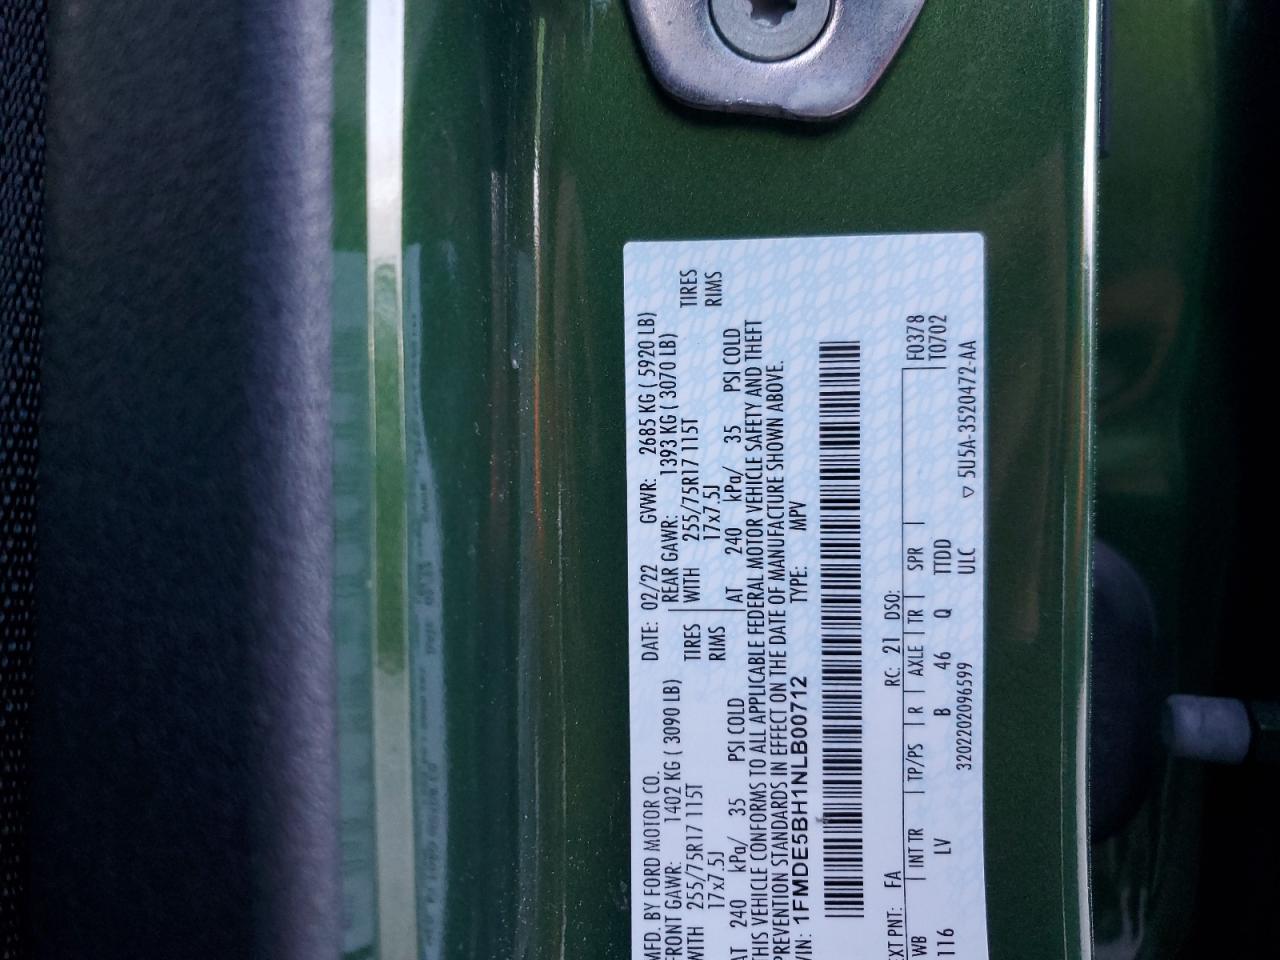 MFD. BY FORD MOTOR CO.
DATE: 02/22 GVWR: 2685 KG ( 5920 LB)
FRONT GAWR: 1402 KG ( 3090 LB) REAR GAWR: 1393 KG ( 3070 LB)
WITH 255/75R17 115T TIRES WITH 255/75R17 115T TIRES
17x7.5J RIMS 17x7.5J RIMS
AT 240 kPa/ 35 PSI COLD AT 240 kPa/ 35 PSI COLD
THIS VEHICLE CONFORMS TO ALL APPLICABLE FEDERAL MOTOR VEHICLE SAFETY AND THEFT
PREVENTION STANDARDS IN EFFECT ON THE DATE OF MANUFACTURE SHOWN ABOVE.
VIN: 1FMDE5BH1NLB00712 TYPE: MPV
EXT PNT: FA RC: 21 DSO:
WB INT TR TP/PS R AXLE TR SPR F0378
116 LV B 46 Q TTDD T0702
3202202096599 ULC ▽ 5U5A-3520472-AA